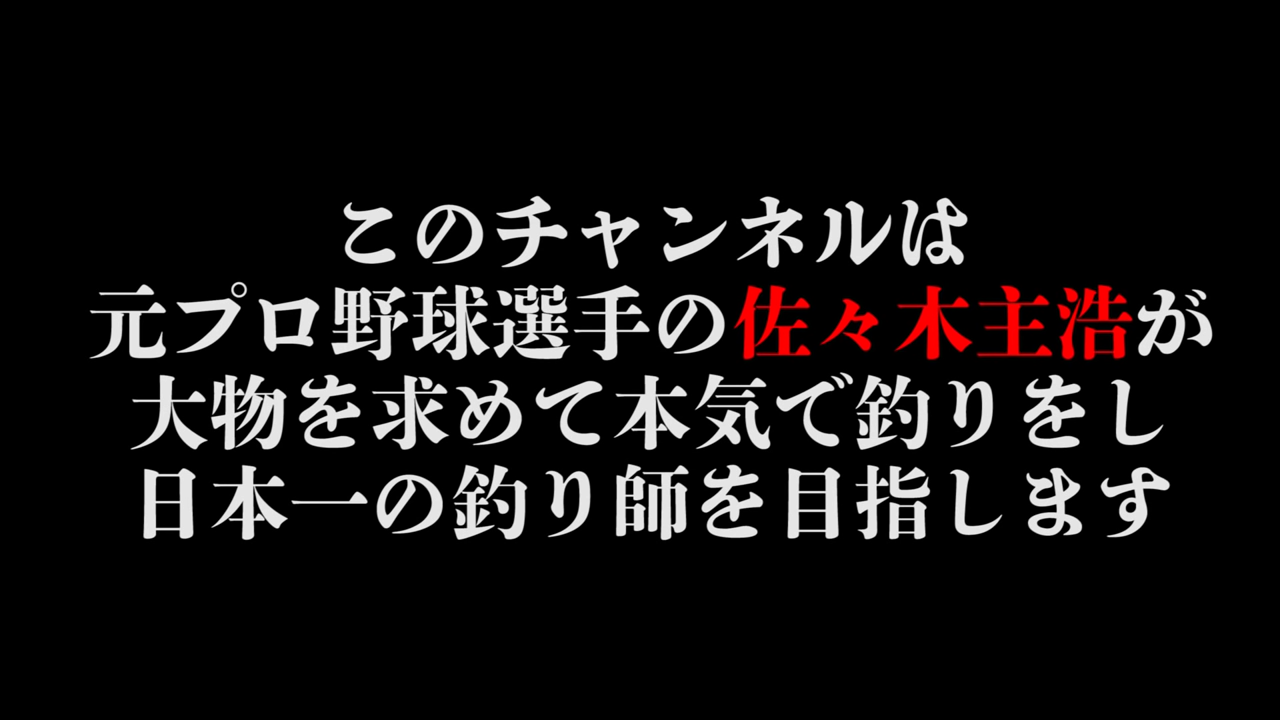 このチャンネルは
元プロ野球選手の佐々木主浩が
大物を求めて本気で釣りをし
日本一の釣り師を目指します